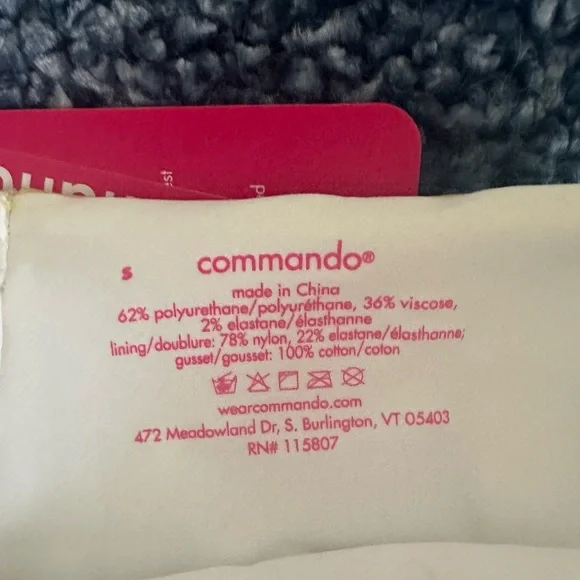 s commando®
made in China
62% polyurethane/polyuréthane, 36% viscose,
2% elastane/élasthanne
lining/doublure: 78% nylon, 22% elastane/élasthanne;
gusset/gousset: 100% cotton/coton
wearcommando.com
472 Meadowland Dr, S. Burlington, VT 05403
RN# 115807